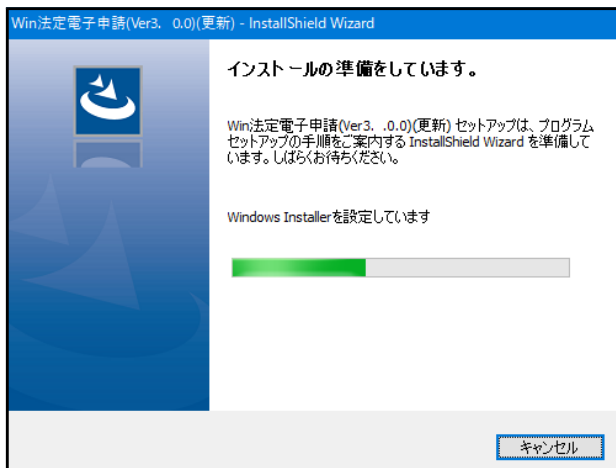 Win法定電子申請(Ver3. 0.0)(更新) - InstallShield Wizard
インストールの準備をしています。
Win法定電子申請(Ver3. .0.0)(更新) セットアップは、プログラム
セットアップの手順をご案内する InstallShield Wizard を準備して
います。しばらくお待ちください。
Windows Installerを設定しています
キャンセル